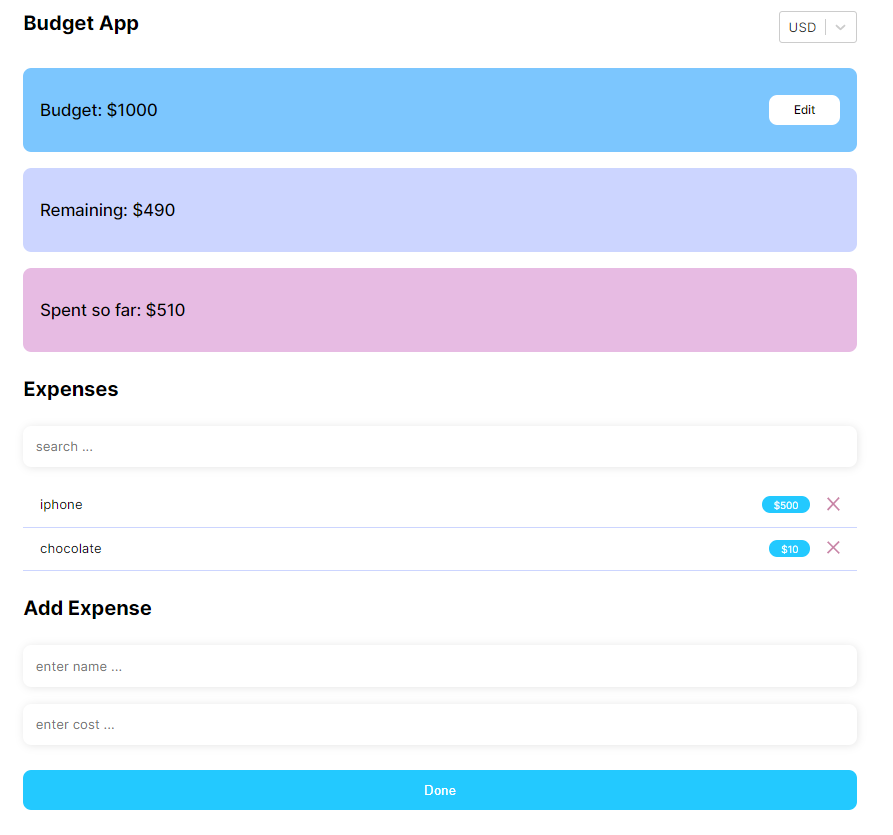 Budget App
USD
Budget: $1000
Edit
Remaining: $490
Spent so far: $510
Expenses
search ...
iphone
$500
chocolate
$10
Add Expense
enter name ...
enter cost ...
Done